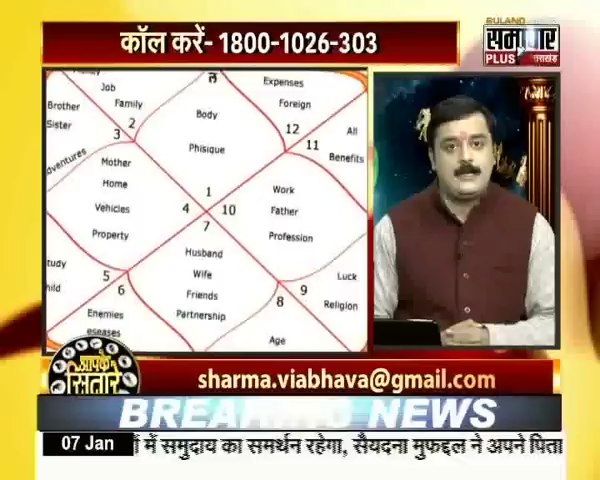 कॉल करें- 1800-1026-303
समाचार
PLUS
Job
Family
Brother
Sister
2
3
Expenses
Foreign
12
11
All
Benefits
Body
Phisique
Mother
Home
Vehicles
Property
1
4
10
7
Work
Father
Profession
Husband
Wife
Friends
Partnership
5
6
Enemies
9
8
Luck
Religion
Age
आपके
सितारे
sharma.viabhava@gmail.com
BREAKING NEWS
07 Jan
में समुदाय का समर्थन रहेगा, सैयदना मुफद्दल ने अपने पिता